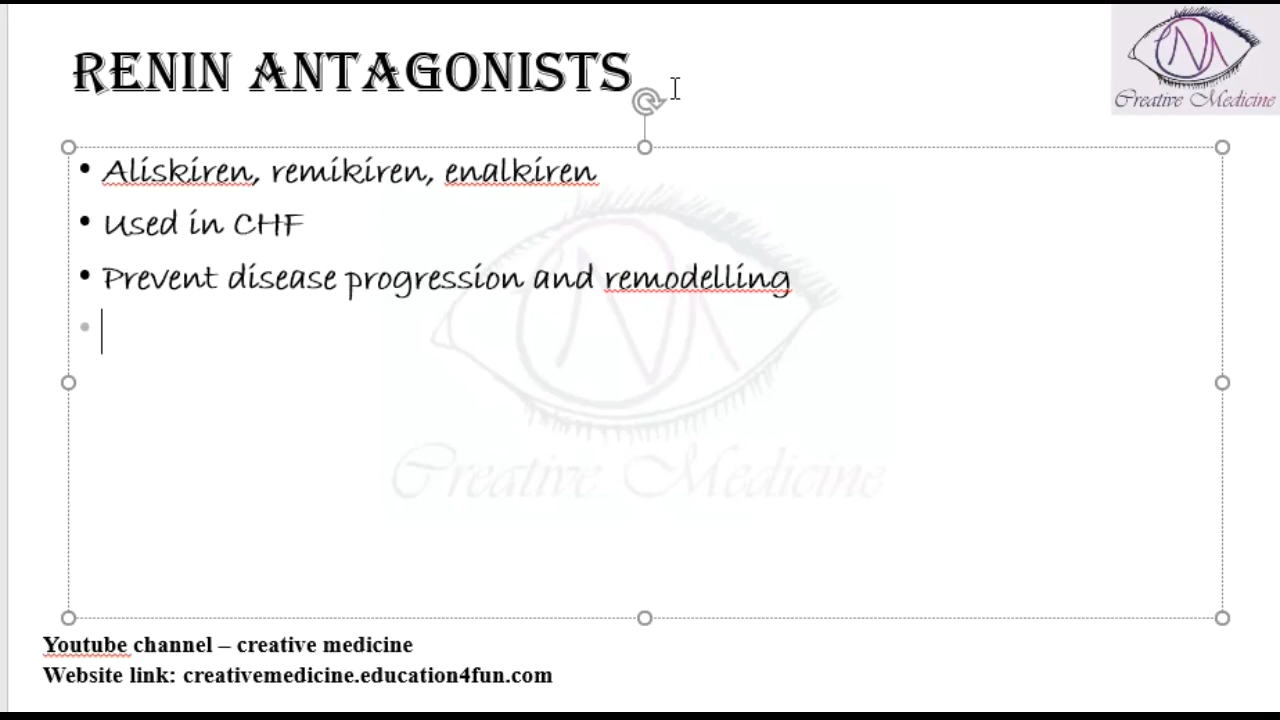 RENIN ANTAGONISTS
Creative Medicine
• Aliskiren, remikiren, enalkiren
• Used in CHF
• Prevent disease progression and remodelling
Creative Medicine
Youtube channel – creative medicine
Website link: creativemedicine.education4fun.com